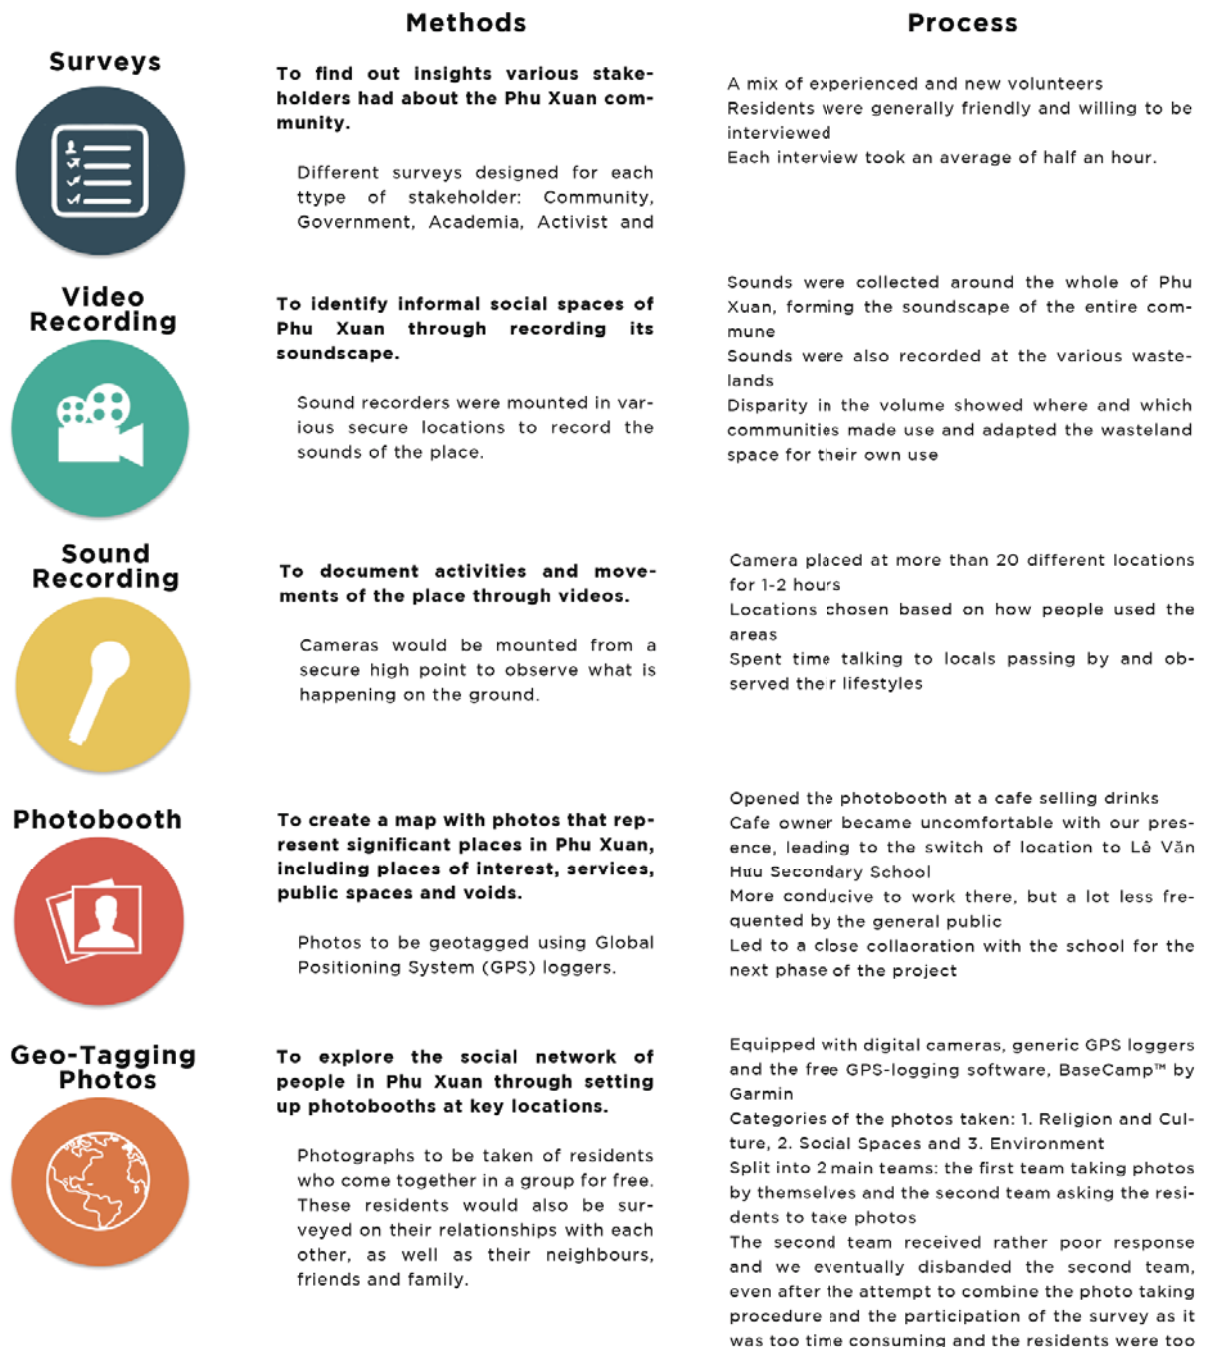 Methods
Process
Surveys
To find out insights various stake-
holders had about the Phu Xuan com-
munity.
Different surveys designed for each
ttype of stakeholder: Community,
Government, Academia, Activist and
A mix of experienced and new volunteers
Residents were generally friendly and willing to be
interviewed
Each interview took an average of half an hour.
Video
Recording
To identify informal social spaces of
Phu Xuan through recording its
soundscape.
Sound recorders were mounted in var-
ious secure locations to record the
sounds of the place.
Sounds were collected around the whole of Phu
Xuan, forming the soundscape of the entire com-
mune
Sounds were also recorded at the various waste-
lands
Disparity in the volume showed where and which
communities made use and adapted the wasteland
space for their own use
Sound
Recording
To document activities and move-
ments of the place through videos.
Cameras would be mounted from a
secure high point to observe what is
happening on the ground.
Camera placed at more than 20 different locations
for 1-2 hours
Locations chosen based on how people used the
areas
Spent time talking to locals passing by and ob-
served their lifestyles
Photobooth
To create a map with photos that rep-
resent significant places in Phu Xuan,
including places of interest, services,
public spaces and voids.
Photos to be geotagged using Global
Positioning System (GPS) loggers.
Opened the photobooth at a cafe selling drinks
Cafe owner became uncomfortable with our pres-
ence, leading to the switch of location to Lê Văn
Hưu Secondary School
More conducive to work there, but a lot less fre-
quented by the general public
Led to a close collaoration with the school for the
next phase of the project
Geo-Tagging
Photos
To explore the social network of
people in Phu Xuan through setting
up photobooths at key locations.
Photographs to be taken of residents
who come together in a group for free.
These residents would also be sur-
veyed on their relationships with each
other, as well as their neighbours,
friends and family.
Equipped with digital cameras, generic GPS loggers
and the free GPS-logging software, BaseCamp™ by
Garmin
Categories of the photos taken: 1. Religion and Cul-
ture, 2. Social Spaces and 3. Environment
Split into 2 main teams: the first team taking photos
by themselves and the second team asking the resi-
dents to take photos
The second team received rather poor response
and we eventually disbanded the second team,
even after the attempt to combine the photo taking
procedure and the participation of the survey as it
was too time consuming and the residents were too